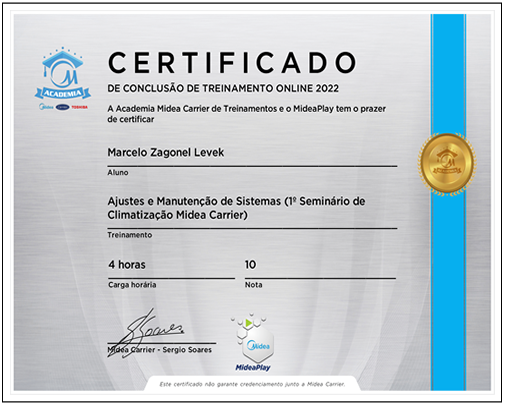 ACADEMIA
Midea Carrier TOSHIBA
CERTIFICADO
DE CONCLUSÃO DE TREINAMENTO ONLINE 2022
A Academia Midea Carrier de Treinamentos e o MideaPlay tem o prazer
de certificar
Marcelo Zagonel Levek
Aluno
Ajustes e Manutenção de Sistemas (1º Seminário de
Climatização Midea Carrier)
Treinamento
4 horas 10
Carga horária Nota
S Soares
Midea Carrier - Sergio Soares
Midea
MideaPlay
Este certificado não garante credenciamento junto a Midea Carrier.